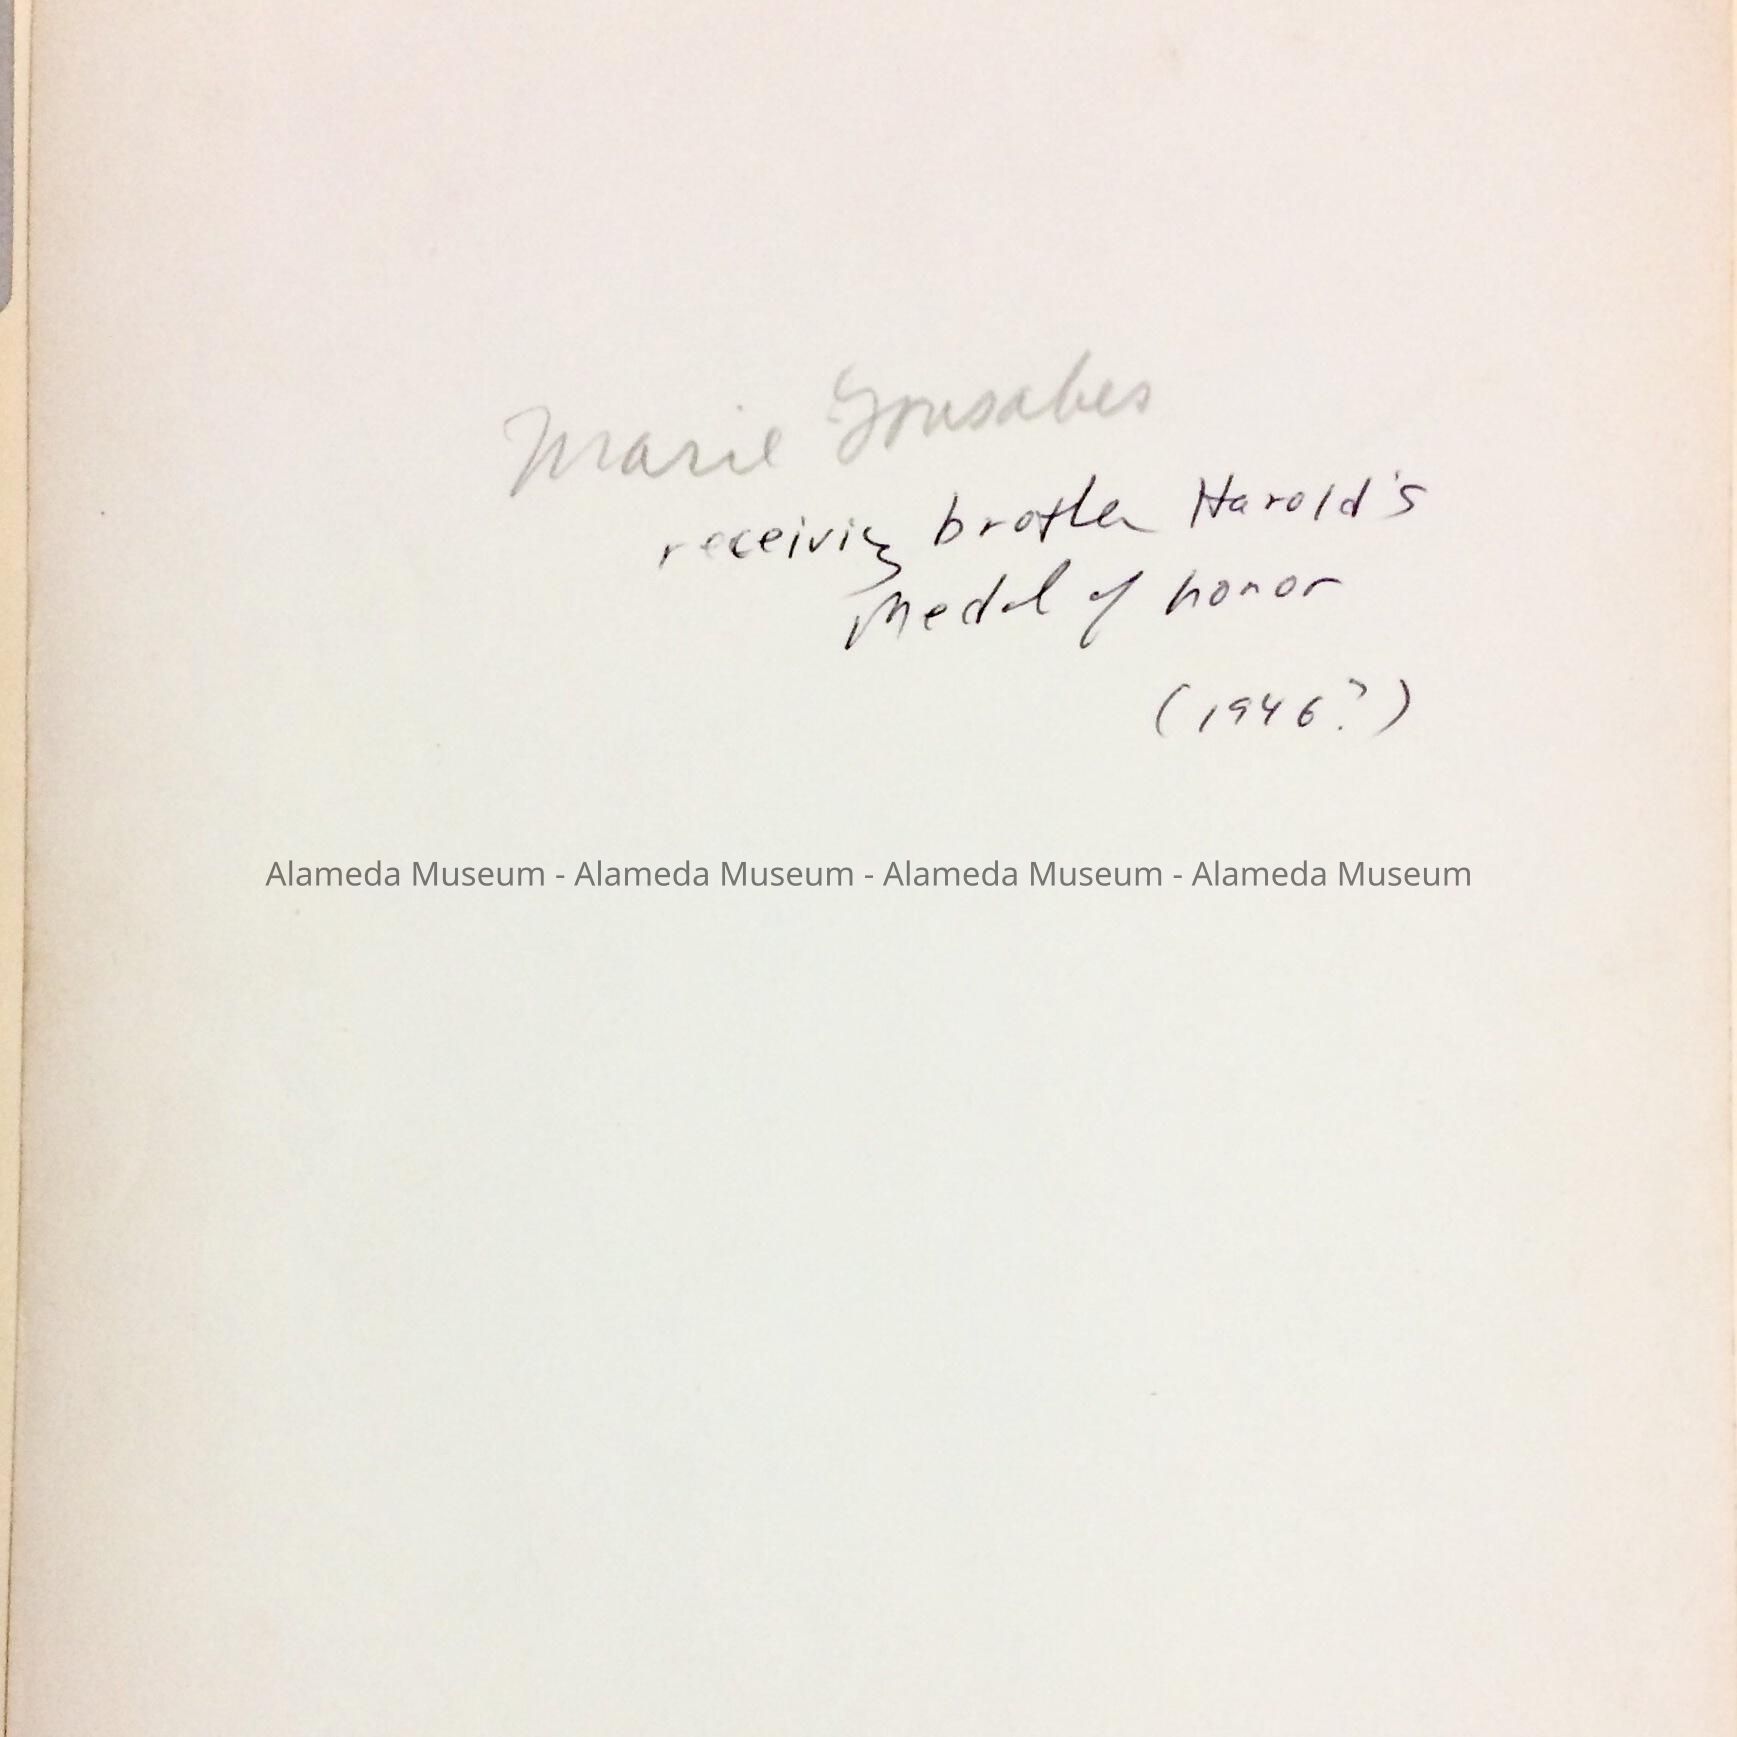 Marie Gonsalves
receiving brother Harold's
Medal of honor
(1946?)
Alameda Museum - Alameda Museum - Alameda Museum - Alameda Museum